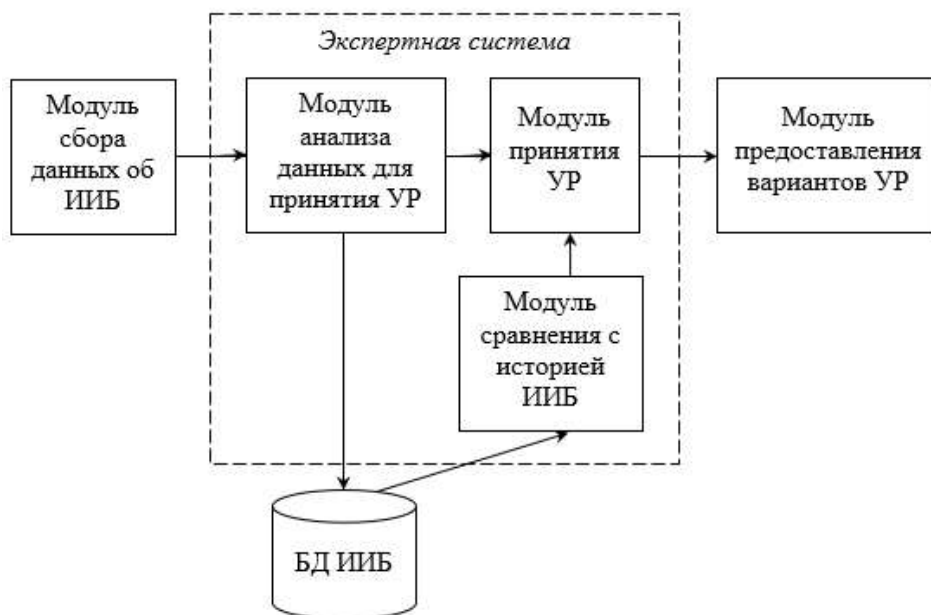 Экспертная система
Модуль
сбора
данных об
ИИБ
Модуль
анализа
данных для
принятия УР
Модуль
принятия
УР
Модуль
предоставления
вариантов УР
Модуль
сравнения с
историей
ИИБ
БД ИИБ